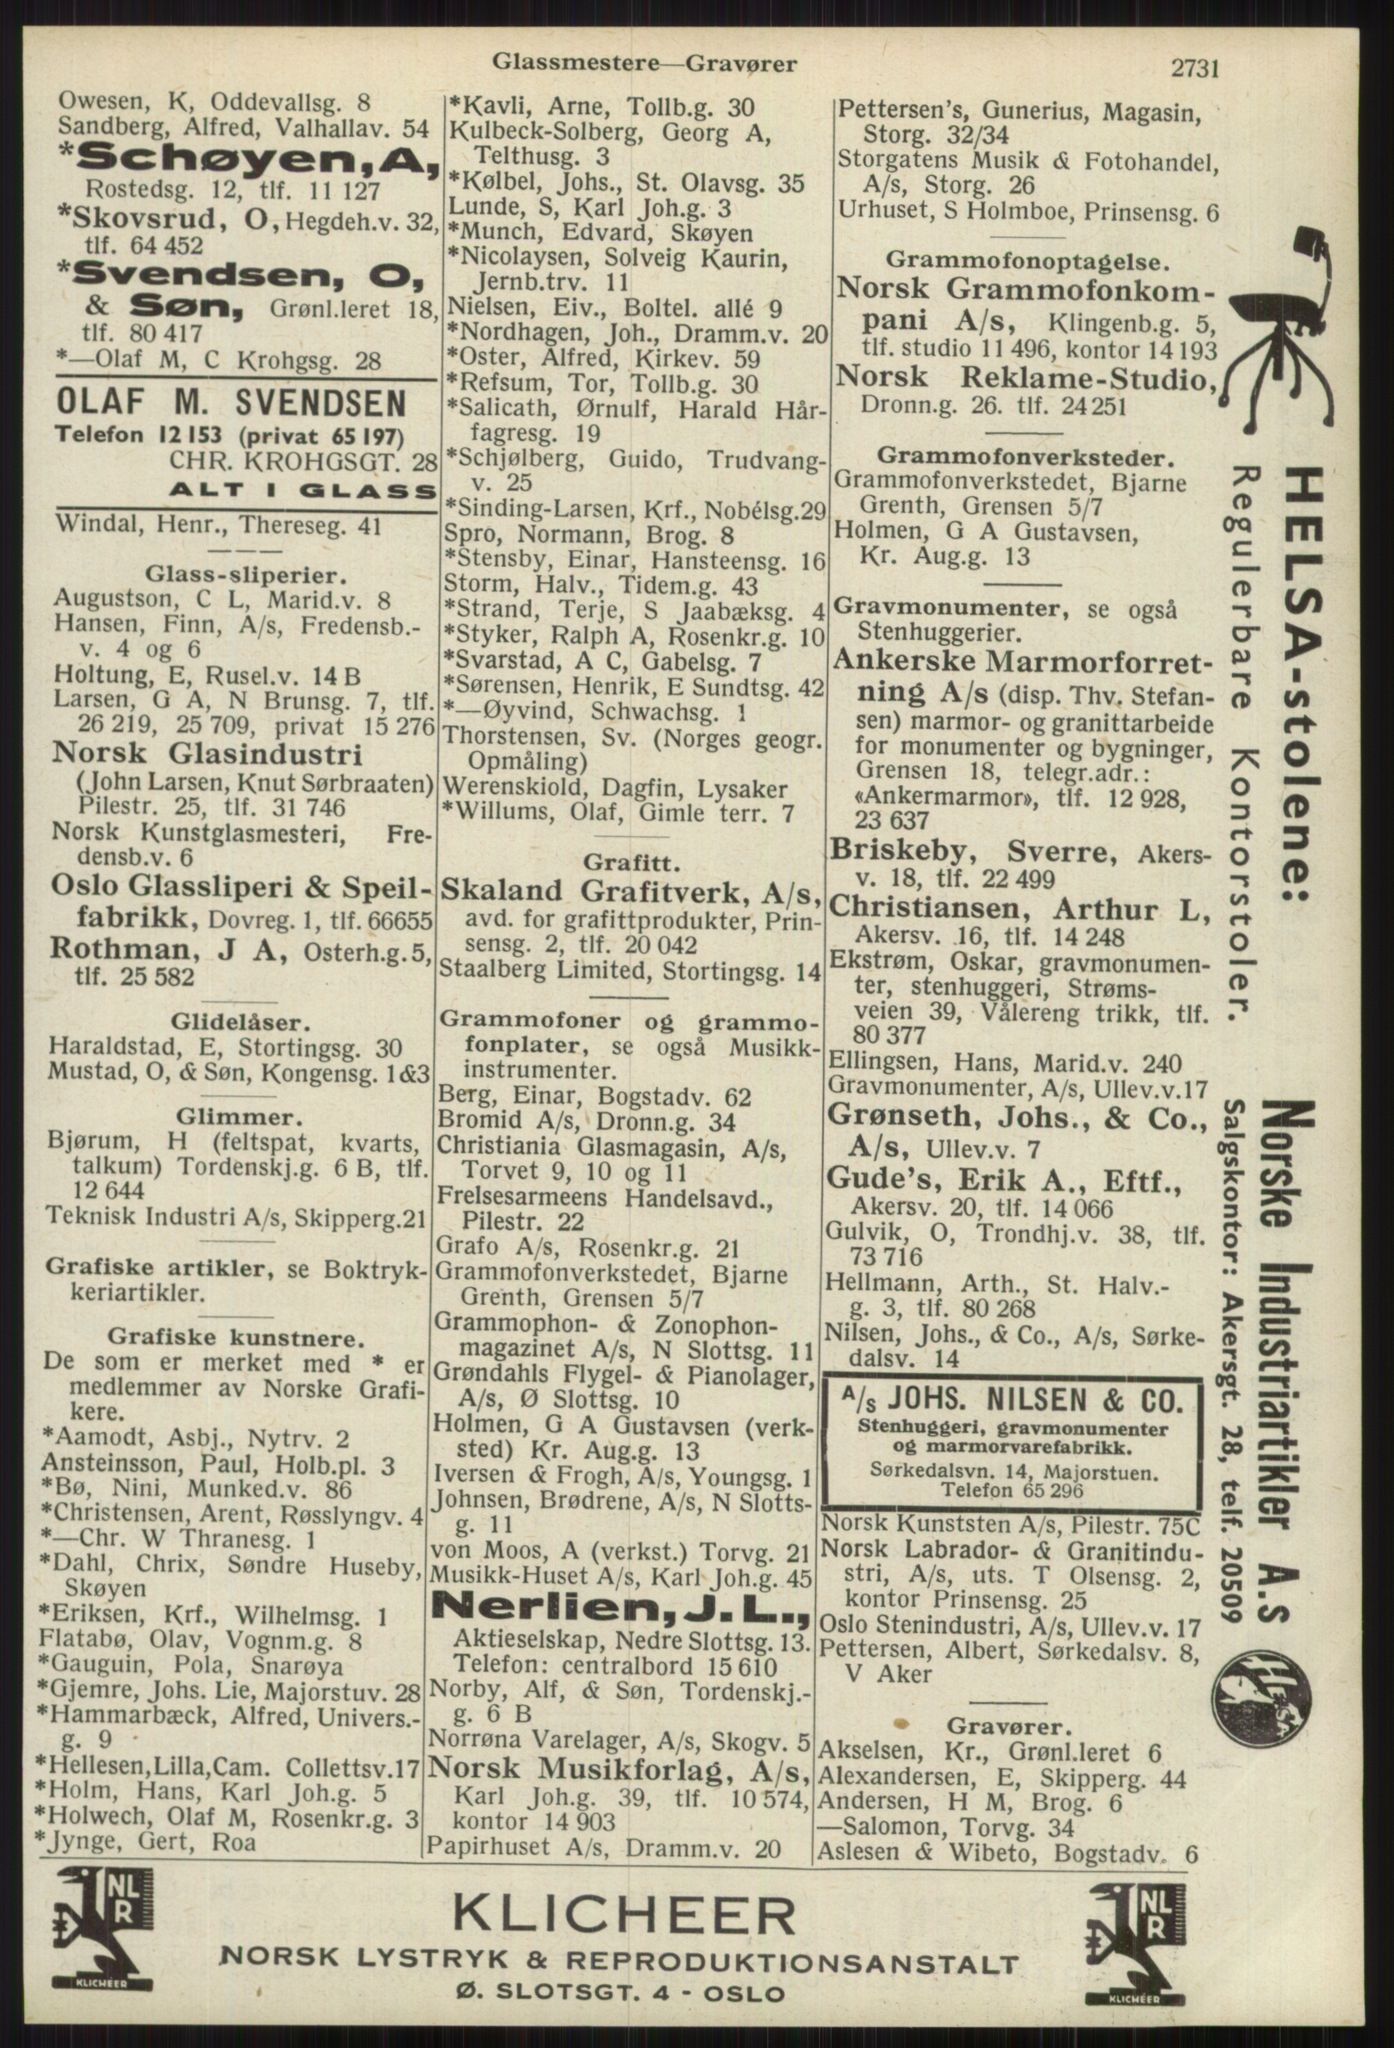 Glassmestere—Gravører
2731
Owesen, K, Oddevallsg. 8
Sandberg, Alfred, Valhallav. 54
*Schøyen, A,
Rostedsg. 12, tlf. 11 127
*Skovsrud, O, Hegdeh.v. 32,
tlf. 64 452
*Svendsen, O,
& Søn, Grønl.leret 18,
tlf. 80 417
*—Olaf M, C Krohgsg. 28
OLAF M. SVENDSEN
Telefon 12 153 (privat 65 197)
CHR. KROHGSGT. 28
ALT I GLASS
Windal, Henr., Thereseg. 41
Glass-sliperier.
Augustson, C L, Marid.v. 8
Hansen, Finn, A/s, Fredensb.-
v. 4 og 6
Holtung, E, Rusel.v. 14 B
Larsen, G A, N Brunsg. 7, tlf.
26 219, 25 709, privat 15 276
Norsk Glasindustri
(John Larsen, Knut Sørbraaten)
Pilestr. 25, tlf. 31 746
Norsk Kunstglasmesteri, Fre-
densb.v. 6
Oslo Glassliperi & Speil-
fabrikk, Dovreg. 1, tlf. 66655
Rothman, J A, Osterh.g. 5,
tlf. 25 582
Glidelåser.
Haraldstad, E, Stortingsg. 30
Mustad, O, & Søn, Kongensg. 1&3
Glimmer.
Bjørum, H (feltspat, kvarts,
talkum) Tordenskj.g. 6 B, tlf.
12 644
Teknisk Industri A/s, Skipperg.21
Grafiske artikler, se Boktryk-
keriartikler.
Grafiske kunstnere.
De som er merket med * er
medlemmer av Norske Grafi-
kere.
*Aamodt, Asbj., Nytrv. 2
Ansteinsson, Paul, Holb.pl. 3
*Bø, Nini, Munked.v. 86
*Christensen, Arent, Røsslyngv. 4
*—Chr. W Thranesg. 1
*Dahl, Chrix, Søndre Huseby,
Skøyen
*Eriksen, Krf., Wilhelmsg. 1
Flatabø, Olav, Vognm.g. 8
*Gauguin, Pola, Snarøya
*Gjemre, Johs. Lie, Majorstuv. 28
*Hammarbæck, Alfred, Univers.-
g. 9
*Hellesen, Lilla, Cam. Collettsv.17
*Holm, Hans, Karl Joh.g. 5
*Holwech, Olaf M, Rosenkr.g. 3
*Jynge, Gert, Roa
*Kavli, Arne, Tollb.g. 30
Kulbeck-Solberg, Georg A,
Telthusg. 3
*Kølbel, Johs., St. Olavsg. 35
Lunde, S, Karl Joh.g. 3
*Munch, Edvard, Skøyen
*Nicolaysen, Solveig Kaurin,
Jernb.trv. 11
Nielsen, Eiv., Boltel. allé 9
*Nordhagen, Joh., Dramm.v. 20
*Oster, Alfred, Kirkev. 59
*Refsum, Tor, Tollb.g. 30
*Salicath, Ørnulf, Harald Hår-
fagresg. 19
*Schjølberg, Guido, Trudvang-
v. 25
*Sinding-Larsen, Krf., Nobélsg.29
Spro, Normann, Brog. 8
*Stensby, Einar, Hansteensg. 16
Storm, Halv., Tidem.g. 43
*Strand, Terje, S Jaabæksg. 4
*Styker, Ralph A, Rosenkr.g. 10
*Svarstad, A C, Gabelsg. 7
*Sørensen, Henrik, E Sundtsg. 42
*—Øyvind, Schwachsg. 1
Thorstensen, Sv. (Norges geogr.
Opmåling)
Werenskiold, Dagfin, Lysaker
*Willums, Olaf, Gimle terr. 7
Grafitt.
Skaland Grafitverk, A/s,
avd. for grafittprodukter, Prin-
sensg. 2, tlf. 20 042
Staalberg Limited, Stortingsg. 14
Grammofoner og grammo-
fonplater, se også Musikk-
instrumenter.
Berg, Einar, Bogstadv. 62
Bromid A/s, Dronn.g. 34
Christiania Glasmagasin, A/s,
Torvet 9, 10 og 11
Frelsesarmeens Handelsavd.,
Pilestr. 22
Grafo A/s, Rosenkr.g. 21
Grammofonverkstedet, Bjarne
Grenth, Grensen 5/7
Grammophon- & Zonophon-
magazinet A/s, N Slottsg. 11
Grøndahls Flygel- & Pianolager,
A/s, Ø Slottsg. 10
Holmen, G A Gustavsen (verk-
sted) Kr. Aug.g. 13
Iversen & Frogh, A/s, Youngsg. 1
Johnsen, Brødrene, A/s, N Slotts-
g. 11
von Moos, A (verkst.) Torvg. 21
Musikk-Huset A/s, Karl Joh.g. 45
Nerlien, J. L.,
Aktieselskap, Nedre Slottsg. 13.
Telefon: centralbord 15 610
Norby, Alf, & Søn, Tordenskj.-
g. 6 B
Norrøna Varelager, A/s, Skogv. 5
Norsk Musikforlag, A/s,
Karl Joh.g. 39, tlf. 10 574,
kontor 14 903
Papirhuset A/s, Dramm.v. 20
Pettersen's, Gunerius, Magasin,
Storg. 32/34
Storgatens Musik & Fotohandel,
A/s, Storg. 26
Urhuset, S Holmboe, Prinsensg. 6
Grammofonoptagelse.
Norsk Grammofonkom-
pani A/s, Klingenb.g. 5,
tlf. studio 11 496, kontor 14 193
Norsk Reklame-Studio,
Dronn.g. 26. tlf. 24 251
Grammofonverksteder.
Grammofonverkstedet, Bjarne
Grenth, Grensen 5/7
Holmen, G A Gustavsen,
Kr. Aug.g. 13
Gravmonumenter, se også
Stenhuggerier.
Ankerske Marmorforret-
ning A/s (disp. Thv. Stefan-
sen) marmor- og granittarbeide
for monumenter og bygninger,
Grensen 18, telegr.adr.:
«Ankermarmor», tlf. 12 928,
23 637
Briskeby, Sverre, Akers-
v. 18, tlf. 22 499
Christiansen, Arthur L,
Akersv. 16, tlf. 14 248
Ekstrøm, Oskar, gravmonumen-
ter, stenhuggeri, Strøms-
veien 39, Vålereng trikk, tlf.
80 377
Ellingsen, Hans, Marid.v. 240
Gravmonumenter, A/s, Ullev.v.17
Grønseth, Johs., & Co.,
A/s, Ullev.v. 7
Gude's, Erik A., Eftf.,
Akersv. 20, tlf. 14 066
Gulvik, O, Trondhj.v. 38, tlf.
73 716
Hellmann, Arth., St. Halv.-
g. 3, tlf. 80 268
Nilsen, Johs., & Co., A/s, Sørke-
dalsv. 14
A/s JOHS. NILSEN & CO.
Stenhuggeri, gravmonumenter
og marmorvarefabrikk.
Sørkedalsvn. 14, Majorstuen.
Telefon 65 296
Norsk Kunststen A/s, Pilestr. 75C
Norsk Labrador- & Granitindu-
stri, A/s, uts. T Olsensg. 2,
kontor Prinsensg. 25
Oslo Stenindustri, A/s, Ullev.v. 17
Pettersen, Albert, Sørkedalsv. 8,
V Aker
Gravører.
Akselsen, Kr., Grønl.leret 6
Alexandersen, E, Skipperg. 44
Andersen, H M, Brog. 6
—Salomon, Torvg. 34
Aslesen & Wibeto, Bogstadv. 6
HELSA-stolene:
Regulerbare Kontorstoler.
Norske Industriartikler A.s
Salgskontor: Akersgt. 28, telf. 20509
NLR
KLICHEER
KLICHEER
NORSK LYSTRYK & REPRODUKTIONSANSTALT
Ø. SLOTSGT. 4 - OSLO
NLR
KLICHEER